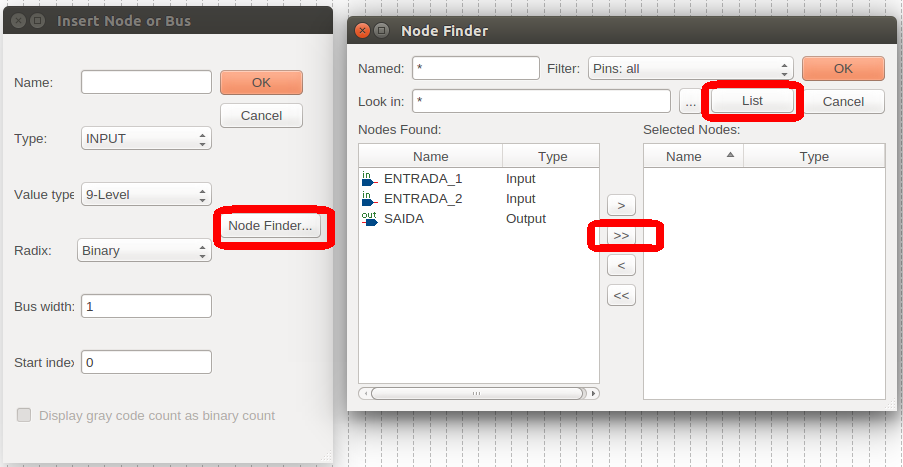 Insert Node or Bus
Name:
OK
Cancel
Type:
INPUT
Value type
9-Level
Node Finder...
Radix:
Binary
Bus width:
1
Start index
0
Display gray code count as binary count
Node Finder
Named:
*
Filter:
Pins: all
OK
Look in:
*
...
List
Cancel
Nodes Found:
Selected Nodes:
Name Type
Name Type
in ENTRADA_1 Input
in ENTRADA_2 Input
out SAIDA Output
>
>>
<
<<